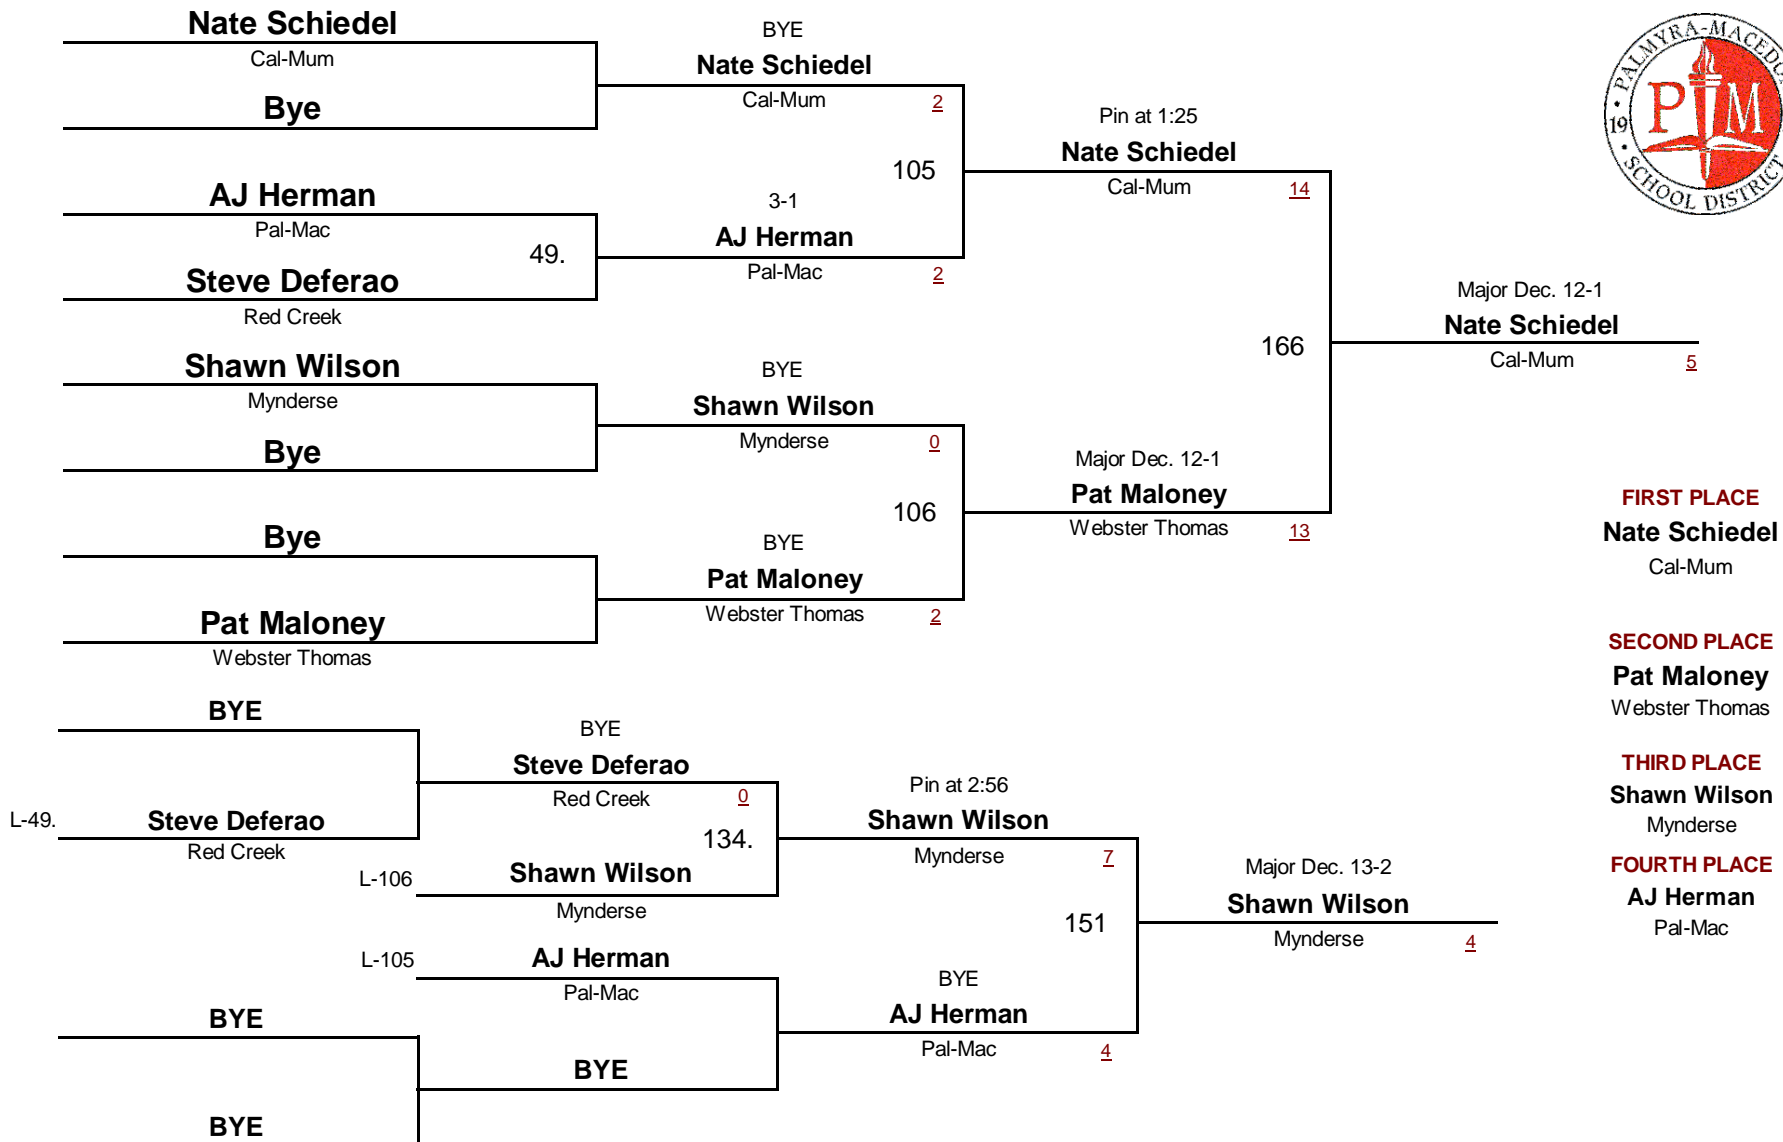 Nate Schiedel
Cal-Mum
Bye
AJ Herman
Pal-Mac
49.
Steve Deferao
Red Creek
Shawn Wilson
Mynderse
Bye
Bye
Pat Maloney
Webster Thomas
BYE
Nate Schiedel
Cal-Mum
2
105
3-1
AJ Herman
Pal-Mac
2
BYE
Shawn Wilson
Mynderse
0
106
BYE
Pat Maloney
Webster Thomas
2
Pin at 1:25
Nate Schiedel
Cal-Mum
14
166
Major Dec. 12-1
Pat Maloney
Webster Thomas
13
Major Dec. 12-1
Nate Schiedel
Cal-Mum
5
PALMYRA-MACEDO
P M
19
SCHOOL DISTRICT
FIRST PLACE
Nate Schiedel
Cal-Mum
SECOND PLACE
Pat Maloney
Webster Thomas
THIRD PLACE
Shawn Wilson
Mynderse
FOURTH PLACE
AJ Herman
Pal-Mac
BYE
L-49.
Steve Deferao
Red Creek
BYE
Steve Deferao
Red Creek
0
134.
L-106
Shawn Wilson
Mynderse
L-105
AJ Herman
Pal-Mac
BYE
BYE
BYE
Pin at 2:56
Shawn Wilson
Mynderse
7
151
BYE
AJ Herman
Pal-Mac
4
Major Dec. 13-2
Shawn Wilson
Mynderse
4